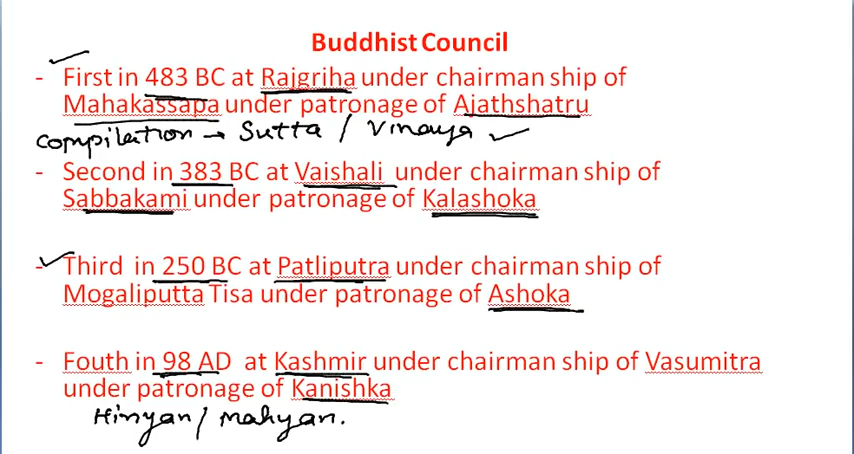 Buddhist Council
- First in 483 BC at Rajgriha under chairman ship of
Mahakassapa under patronage of Ajathshatru
compilation → Sutta / Vinaya
- Second in 383 BC at Vaishali under chairman ship of
Sabbakami under patronage of Kalashoka
- Third in 250 BC at Patliputra under chairman ship of
Mogaliputta Tisa under patronage of Ashoka
- Fouth in 98 AD at Kashmir under chairman ship of Vasumitra
under patronage of Kanishka
Hinyan / Mahyan.